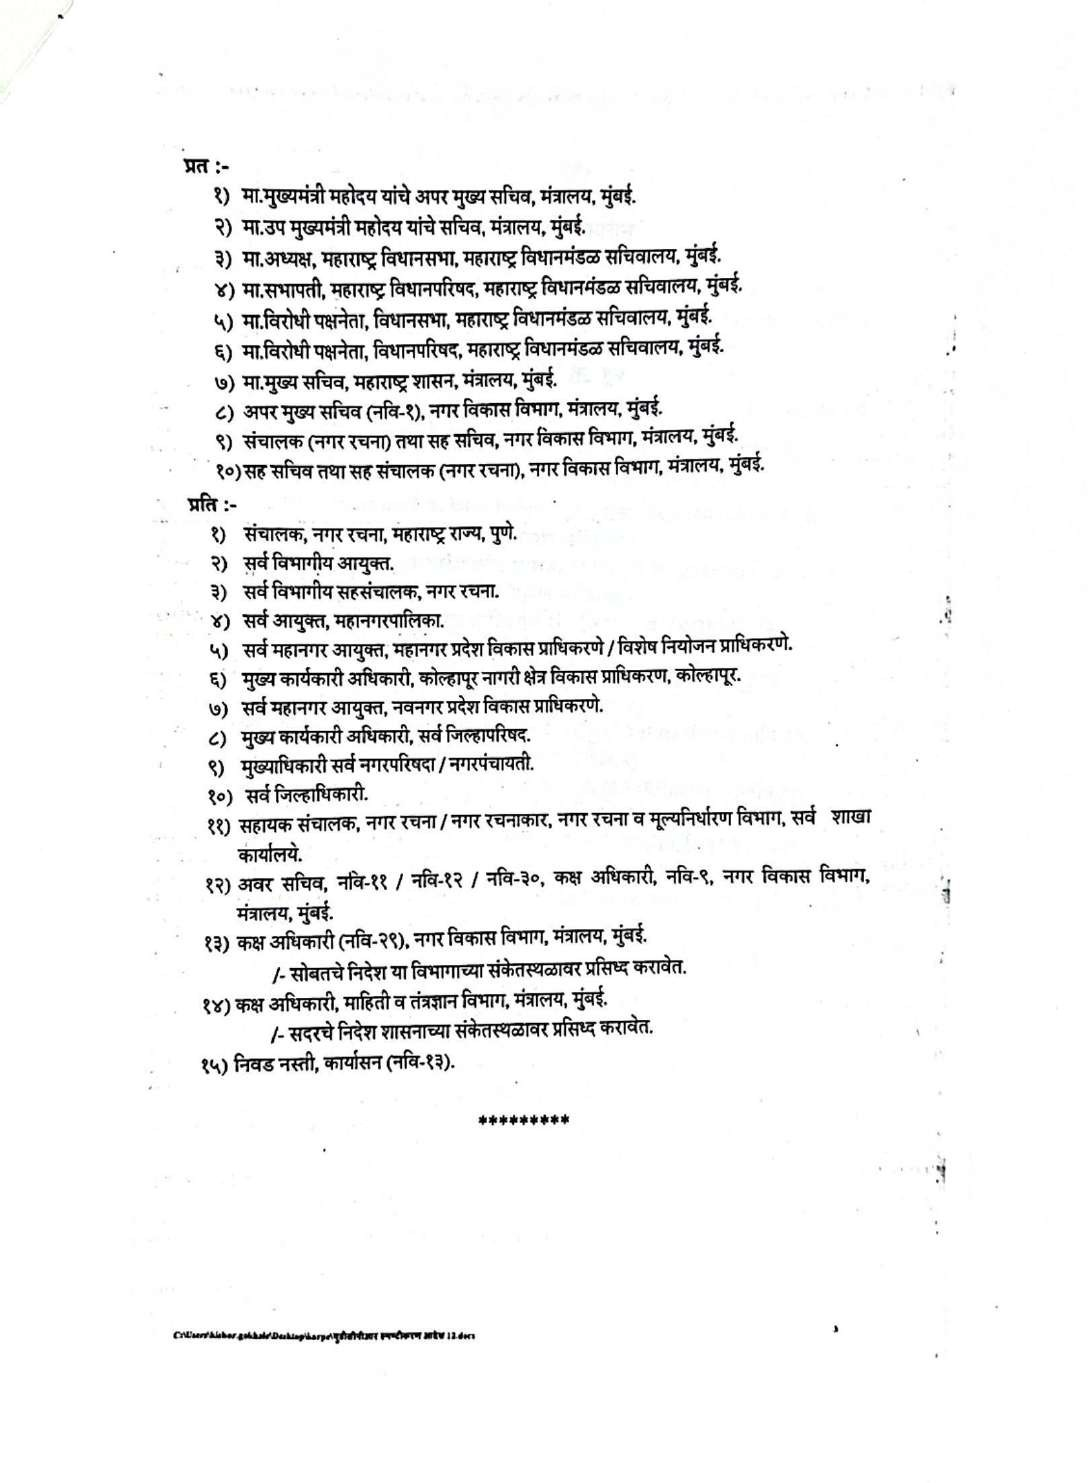 प्रत :-
१) मा.मुख्यमंत्री महोदय यांचे अपर मुख्य सचिव, मंत्रालय, मुंबई.
२) मा.उप मुख्यमंत्री महोदय यांचे सचिव, मंत्रालय, मुंबई.
३) मा.अध्यक्ष, महाराष्ट्र विधानसभा, महाराष्ट्र विधानमंडळ सचिवालय, मुंबई.
४) मा.सभापती, महाराष्ट्र विधानपरिषद, महाराष्ट्र विधानमंडळ सचिवालय, मुंबई.
५) मा.विरोधी पक्षनेता, विधानसभा, महाराष्ट्र विधानमंडळ सचिवालय, मुंबई.
६) मा.विरोधी पक्षनेता, विधानपरिषद, महाराष्ट्र विधानमंडळ सचिवालय, मुंबई.
७) मा.मुख्य सचिव, महाराष्ट्र शासन, मंत्रालय, मुंबई.
८) अपर मुख्य सचिव (नवि-१), नगर विकास विभाग, मंत्रालय, मुंबई.
९) संचालक (नगर रचना) तथा सह सचिव, नगर विकास विभाग, मंत्रालय, मुंबई.
१०) सह सचिव तथा सह संचालक (नगर रचना), नगर विकास विभाग, मंत्रालय, मुंबई.
प्रति :-
१) संचालक, नगर रचना, महाराष्ट्र राज्य, पुणे.
२) सर्व विभागीय आयुक्त.
३) सर्व विभागीय सहसंचालक, नगर रचना.
४) सर्व आयुक्त, महानगरपालिका.
५) सर्व महानगर आयुक्त, महानगर प्रदेश विकास प्राधिकरणे / विशेष नियोजन प्राधिकरणे.
६) मुख्य कार्यकारी अधिकारी, कोल्हापूर नागरी क्षेत्र विकास प्राधिकरण, कोल्हापूर.
७) सर्व महानगर आयुक्त, नवनगर प्रदेश विकास प्राधिकरणे.
८) मुख्य कार्यकारी अधिकारी, सर्व जिल्हापरिषद.
९) मुख्याधिकारी सर्व नगरपरिषदा / नगरपंचायती.
१०) सर्व जिल्हाधिकारी.
११) सहायक संचालक, नगर रचना / नगर रचनाकार, नगर रचना व मूल्यनिर्धारण विभाग, सर्व शाखा
कार्यालये.
१२) अवर सचिव, नवि-११ / नवि-१२ / नवि-३०, कक्ष अधिकारी, नवि-९, नगर विकास विभाग,
मंत्रालय, मुंबई.
१३) कक्ष अधिकारी (नवि-२९), नगर विकास विभाग, मंत्रालय, मुंबई.
/- सोबतचे निदेश या विभागाच्या संकेतस्थळावर प्रसिध्द करावेत.
१४) कक्ष अधिकारी, माहिती व तंत्रज्ञान विभाग, मंत्रालय, मुंबई.
/- सदरचे निदेश शासनाच्या संकेतस्थळावर प्रसिध्द करावेत.
१५) निवड नस्ती, कार्यासन (नवि-१३).
*********
C:\Users\kishor.gokhale\Desktop\karpe\युडीसीपीआर स्पष्टीकरण आदेश 12.docx